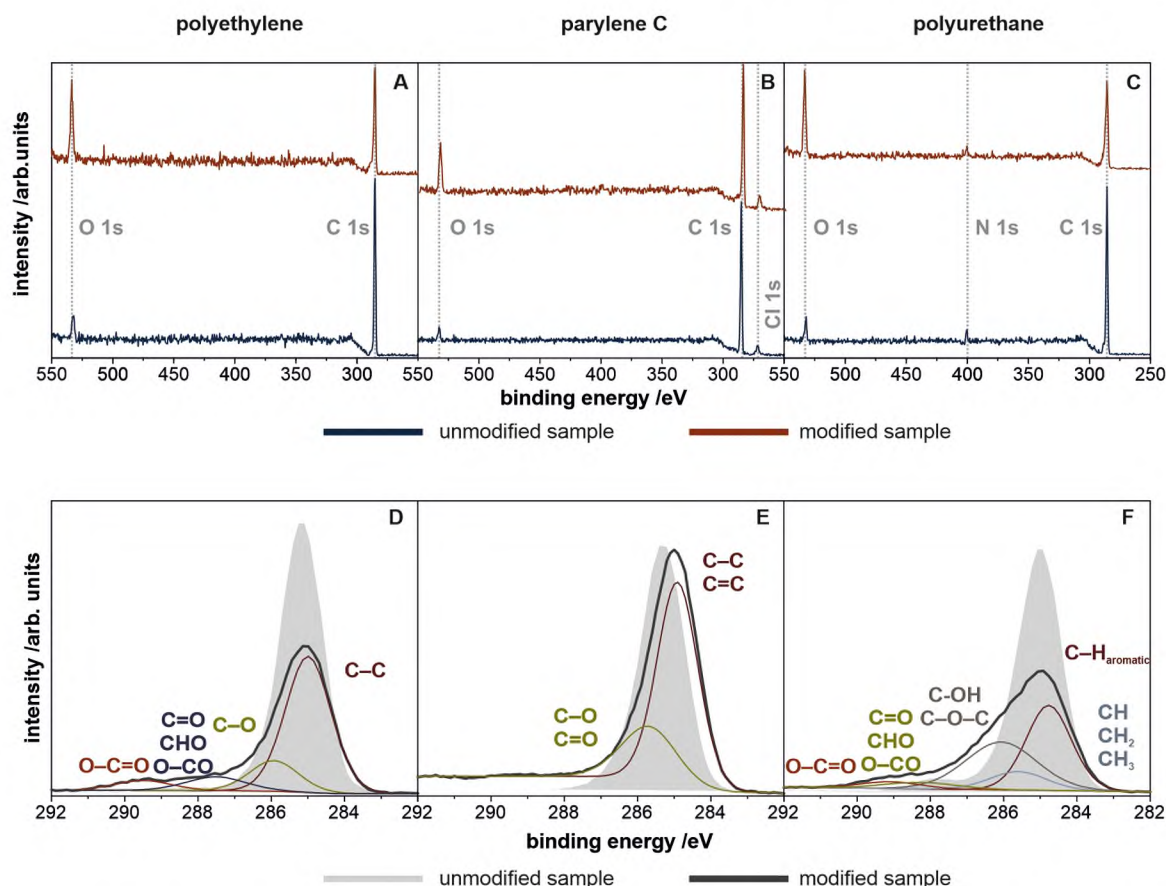 polyethylene
parylene C
polyurethane
intensity /arb.units
A
O 1s
C 1s
B
O 1s
C 1s
Cl 1s
C
O 1s
N 1s
C 1s
550 500 450 400 350 300 550 500 450 400 350 300 550 500 450 400 350 300 250
binding energy /eV
unmodified sample
modified sample
intensity /arb. units
D
C–C
C=O
CHO
O–CO
C–O
O–C=O
E
C–C
C=C
C–O
C=O
F
C–Haromatic
C-OH
C–O–C
CH
CH2
CH3
C=O
CHO
O–CO
O–C=O
292 290 288 286 284 292 290 288 286 284 292 290 288 286 284 282
binding energy /eV
unmodified sample
modified sample